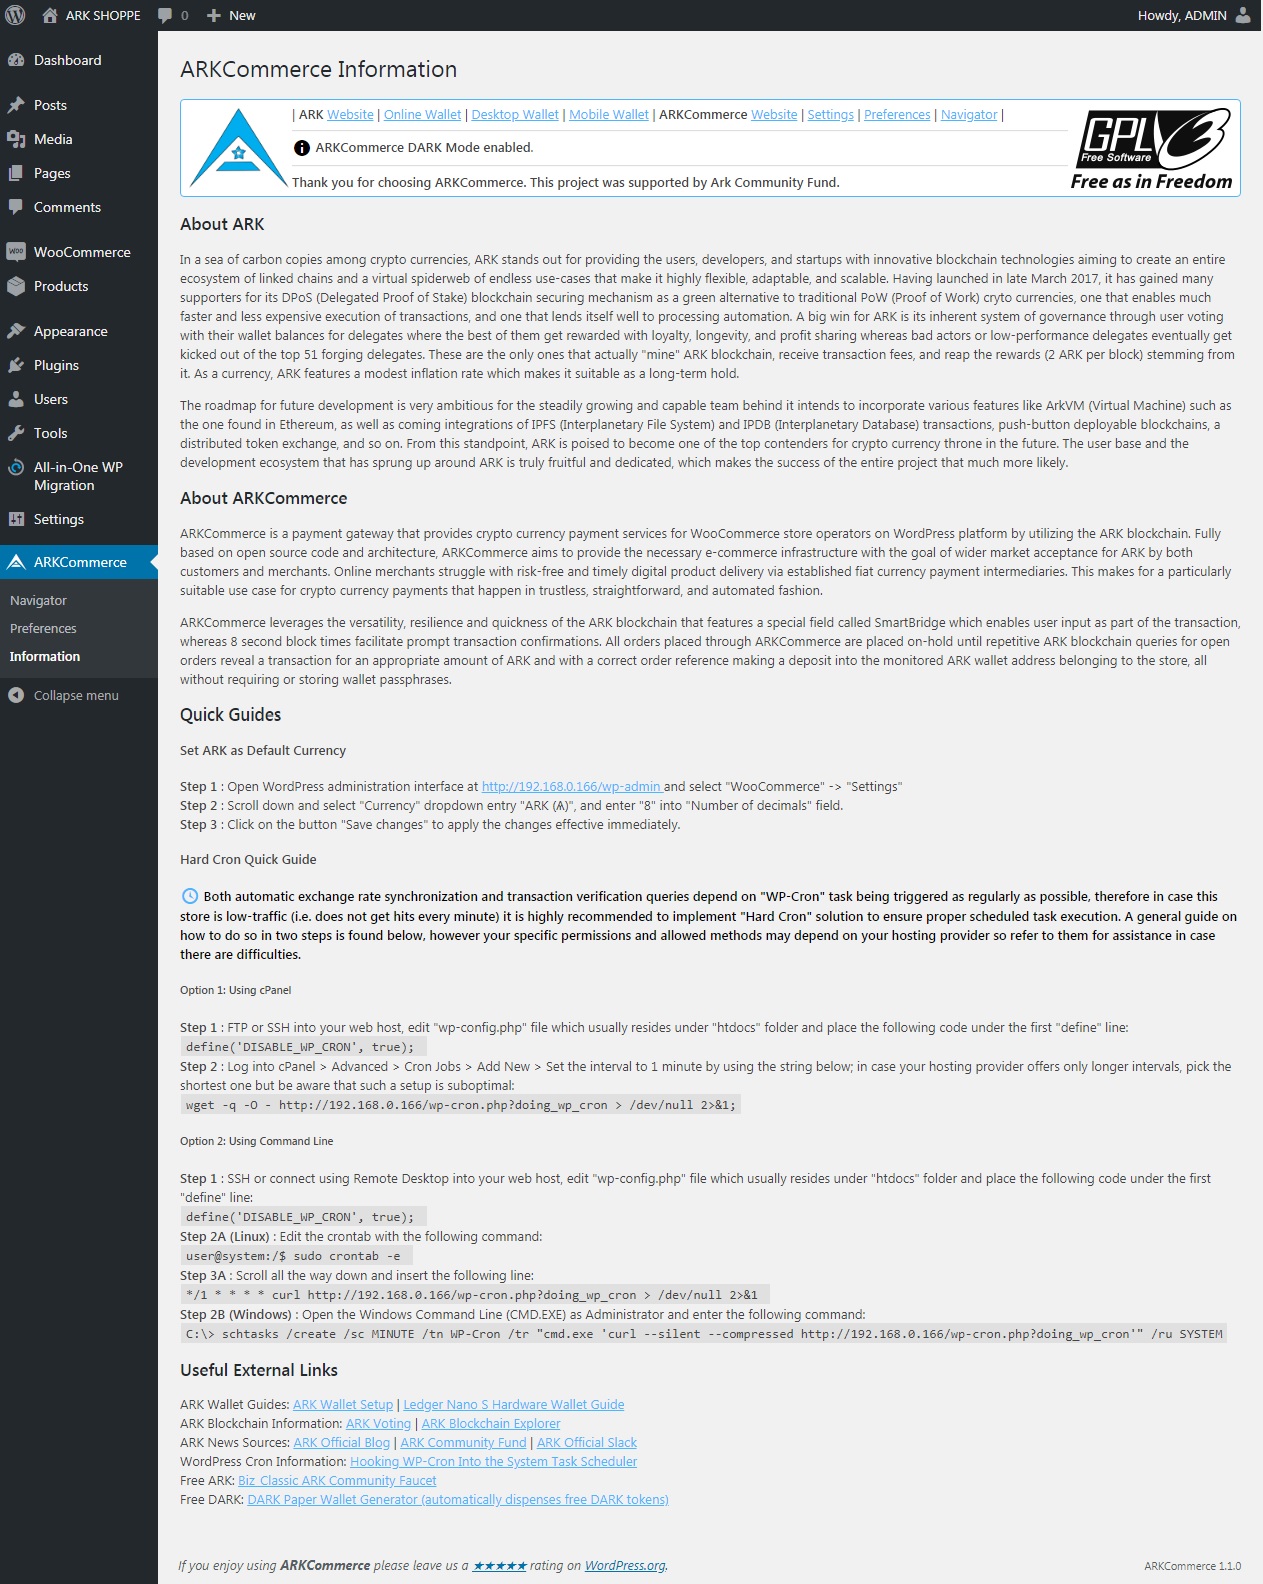 ARK SHOPPE 0 New Howdy, ADMIN
Dashboard
Posts
Media
Pages
Comments
WOO WooCommerce
Products
Appearance
Plugins
Users
Tools
All-in-One WP
Migration
Settings
ARKCommerce
Navigator
Preferences
Information
Collapse menu
ARKCommerce Information
| ARK Website | Online Wallet | Desktop Wallet | Mobile Wallet | ARKCommerce Website | Settings | Preferences | Navigator |
ARKCommerce DARK Mode enabled.
Thank you for choosing ARKCommerce. This project was supported by Ark Community Fund.
GPLv3
Free Software
Free as in Freedom
About ARK
In a sea of carbon copies among crypto currencies, ARK stands out for providing the users, developers, and startups with innovative blockchain technologies aiming to create an entire
ecosystem of linked chains and a virtual spiderweb of endless use-cases that make it highly flexible, adaptable, and scalable. Having launched in late March 2017, it has gained many
supporters for its DPoS (Delegated Proof of Stake) blockchain securing mechanism as a green alternative to traditional PoW (Proof of Work) cryto currencies, one that enables much
faster and less expensive execution of transactions, and one that lends itself well to processing automation. A big win for ARK is its inherent system of governance through user voting
with their wallet balances for delegates where the best of them get rewarded with loyalty, longevity, and profit sharing whereas bad actors or low-performance delegates eventually get
kicked out of the top 51 forging delegates. These are the only ones that actually "mine" ARK blockchain, receive transaction fees, and reap the rewards (2 ARK per block) stemming from
it. As a currency, ARK features a modest inflation rate which makes it suitable as a long-term hold.
The roadmap for future development is very ambitious for the steadily growing and capable team behind it intends to incorporate various features like ArkVM (Virtual Machine) such as
the one found in Ethereum, as well as coming integrations of IPFS (Interplanetary File System) and IPDB (Interplanetary Database) transactions, push-button deployable blockchains, a
distributed token exchange, and so on. From this standpoint, ARK is poised to become one of the top contenders for crypto currency throne in the future. The user base and the
development ecosystem that has sprung up around ARK is truly fruitful and dedicated, which makes the success of the entire project that much more likely.
About ARKCommerce
ARKCommerce is a payment gateway that provides crypto currency payment services for WooCommerce store operators on WordPress platform by utilizing the ARK blockchain. Fully
based on open source code and architecture, ARKCommerce aims to provide the necessary e-commerce infrastructure with the goal of wider market acceptance for ARK by both
customers and merchants. Online merchants struggle with risk-free and timely digital product delivery via established fiat currency payment intermediaries. This makes for a particularly
suitable use case for crypto currency payments that happen in trustless, straightforward, and automated fashion.
ARKCommerce leverages the versatility, resilience and quickness of the ARK blockchain that features a special field called SmartBridge which enables user input as part of the transaction,
whereas 8 second block times facilitate prompt transaction confirmations. All orders placed through ARKCommerce are placed on-hold until repetitive ARK blockchain queries for open
orders reveal a transaction for an appropriate amount of ARK and with a correct order reference making a deposit into the monitored ARK wallet address belonging to the store, all
without requiring or storing wallet passphrases.
Quick Guides
Set ARK as Default Currency
Step 1 : Open WordPress administration interface at http://192.168.0.166/wp-admin and select "WooCommerce" -> "Settings"
Step 2 : Scroll down and select "Currency" dropdown entry "ARK (Ѧ)", and enter "8" into "Number of decimals" field.
Step 3 : Click on the button "Save changes" to apply the changes effective immediately.
Hard Cron Quick Guide
Both automatic exchange rate synchronization and transaction verification queries depend on "WP-Cron" task being triggered as regularly as possible, therefore in case this
store is low-traffic (i.e. does not get hits every minute) it is highly recommended to implement "Hard Cron" solution to ensure proper scheduled task execution. A general guide on
how to do so in two steps is found below, however your specific permissions and allowed methods may depend on your hosting provider so refer to them for assistance in case
there are difficulties.
Option 1: Using cPanel
Step 1 : FTP or SSH into your web host, edit "wp-config.php" file which usually resides under "htdocs" folder and place the following code under the first "define" line:
define('DISABLE_WP_CRON', true);
Step 2 : Log into cPanel > Advanced > Cron Jobs > Add New > Set the interval to 1 minute by using the string below; in case your hosting provider offers only longer intervals, pick the
shortest one but be aware that such a setup is suboptimal:
wget -q -O - http://192.168.0.166/wp-cron.php?doing_wp_cron > /dev/null 2>&1;
Option 2: Using Command Line
Step 1 : SSH or connect using Remote Desktop into your web host, edit "wp-config.php" file which usually resides under "htdocs" folder and place the following code under the first
"define" line:
define('DISABLE_WP_CRON', true);
Step 2A (Linux) : Edit the crontab with the following command:
user@system:/$ sudo crontab -e
Step 3A : Scroll all the way down and insert the following line:
*/1 * * * * curl http://192.168.0.166/wp-cron.php?doing_wp_cron > /dev/null 2>&1
Step 2B (Windows) : Open the Windows Command Line (CMD.EXE) as Administrator and enter the following command:
C:\> schtasks /create /sc MINUTE /tn WP-Cron /tr "cmd.exe 'curl --silent --compressed http://192.168.0.166/wp-cron.php?doing_wp_cron'" /ru SYSTEM
Useful External Links
ARK Wallet Guides: ARK Wallet Setup | Ledger Nano S Hardware Wallet Guide
ARK Blockchain Information: ARK Voting | ARK Blockchain Explorer
ARK News Sources: ARK Official Blog | ARK Community Fund | ARK Official Slack
WordPress Cron Information: Hooking WP-Cron Into the System Task Scheduler
Free ARK: Biz_Classic ARK Community Faucet
Free DARK: DARK Paper Wallet Generator (automatically dispenses free DARK tokens)
If you enjoy using ARKCommerce please leave us a ★★★★★ rating on WordPress.org.
ARKCommerce 1.1.0